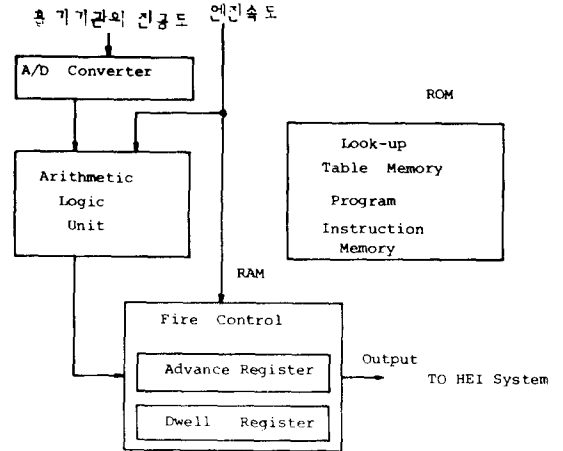 흡기기관의 진공도 엔진속도
A/D Converter
ROM
Look-up
Table Memory
Program
Instruction
Memory
Arithmetic
Logic
Unit
RAM
Fire Control
Advance Register
Dwell Register
Output
TO HEI System